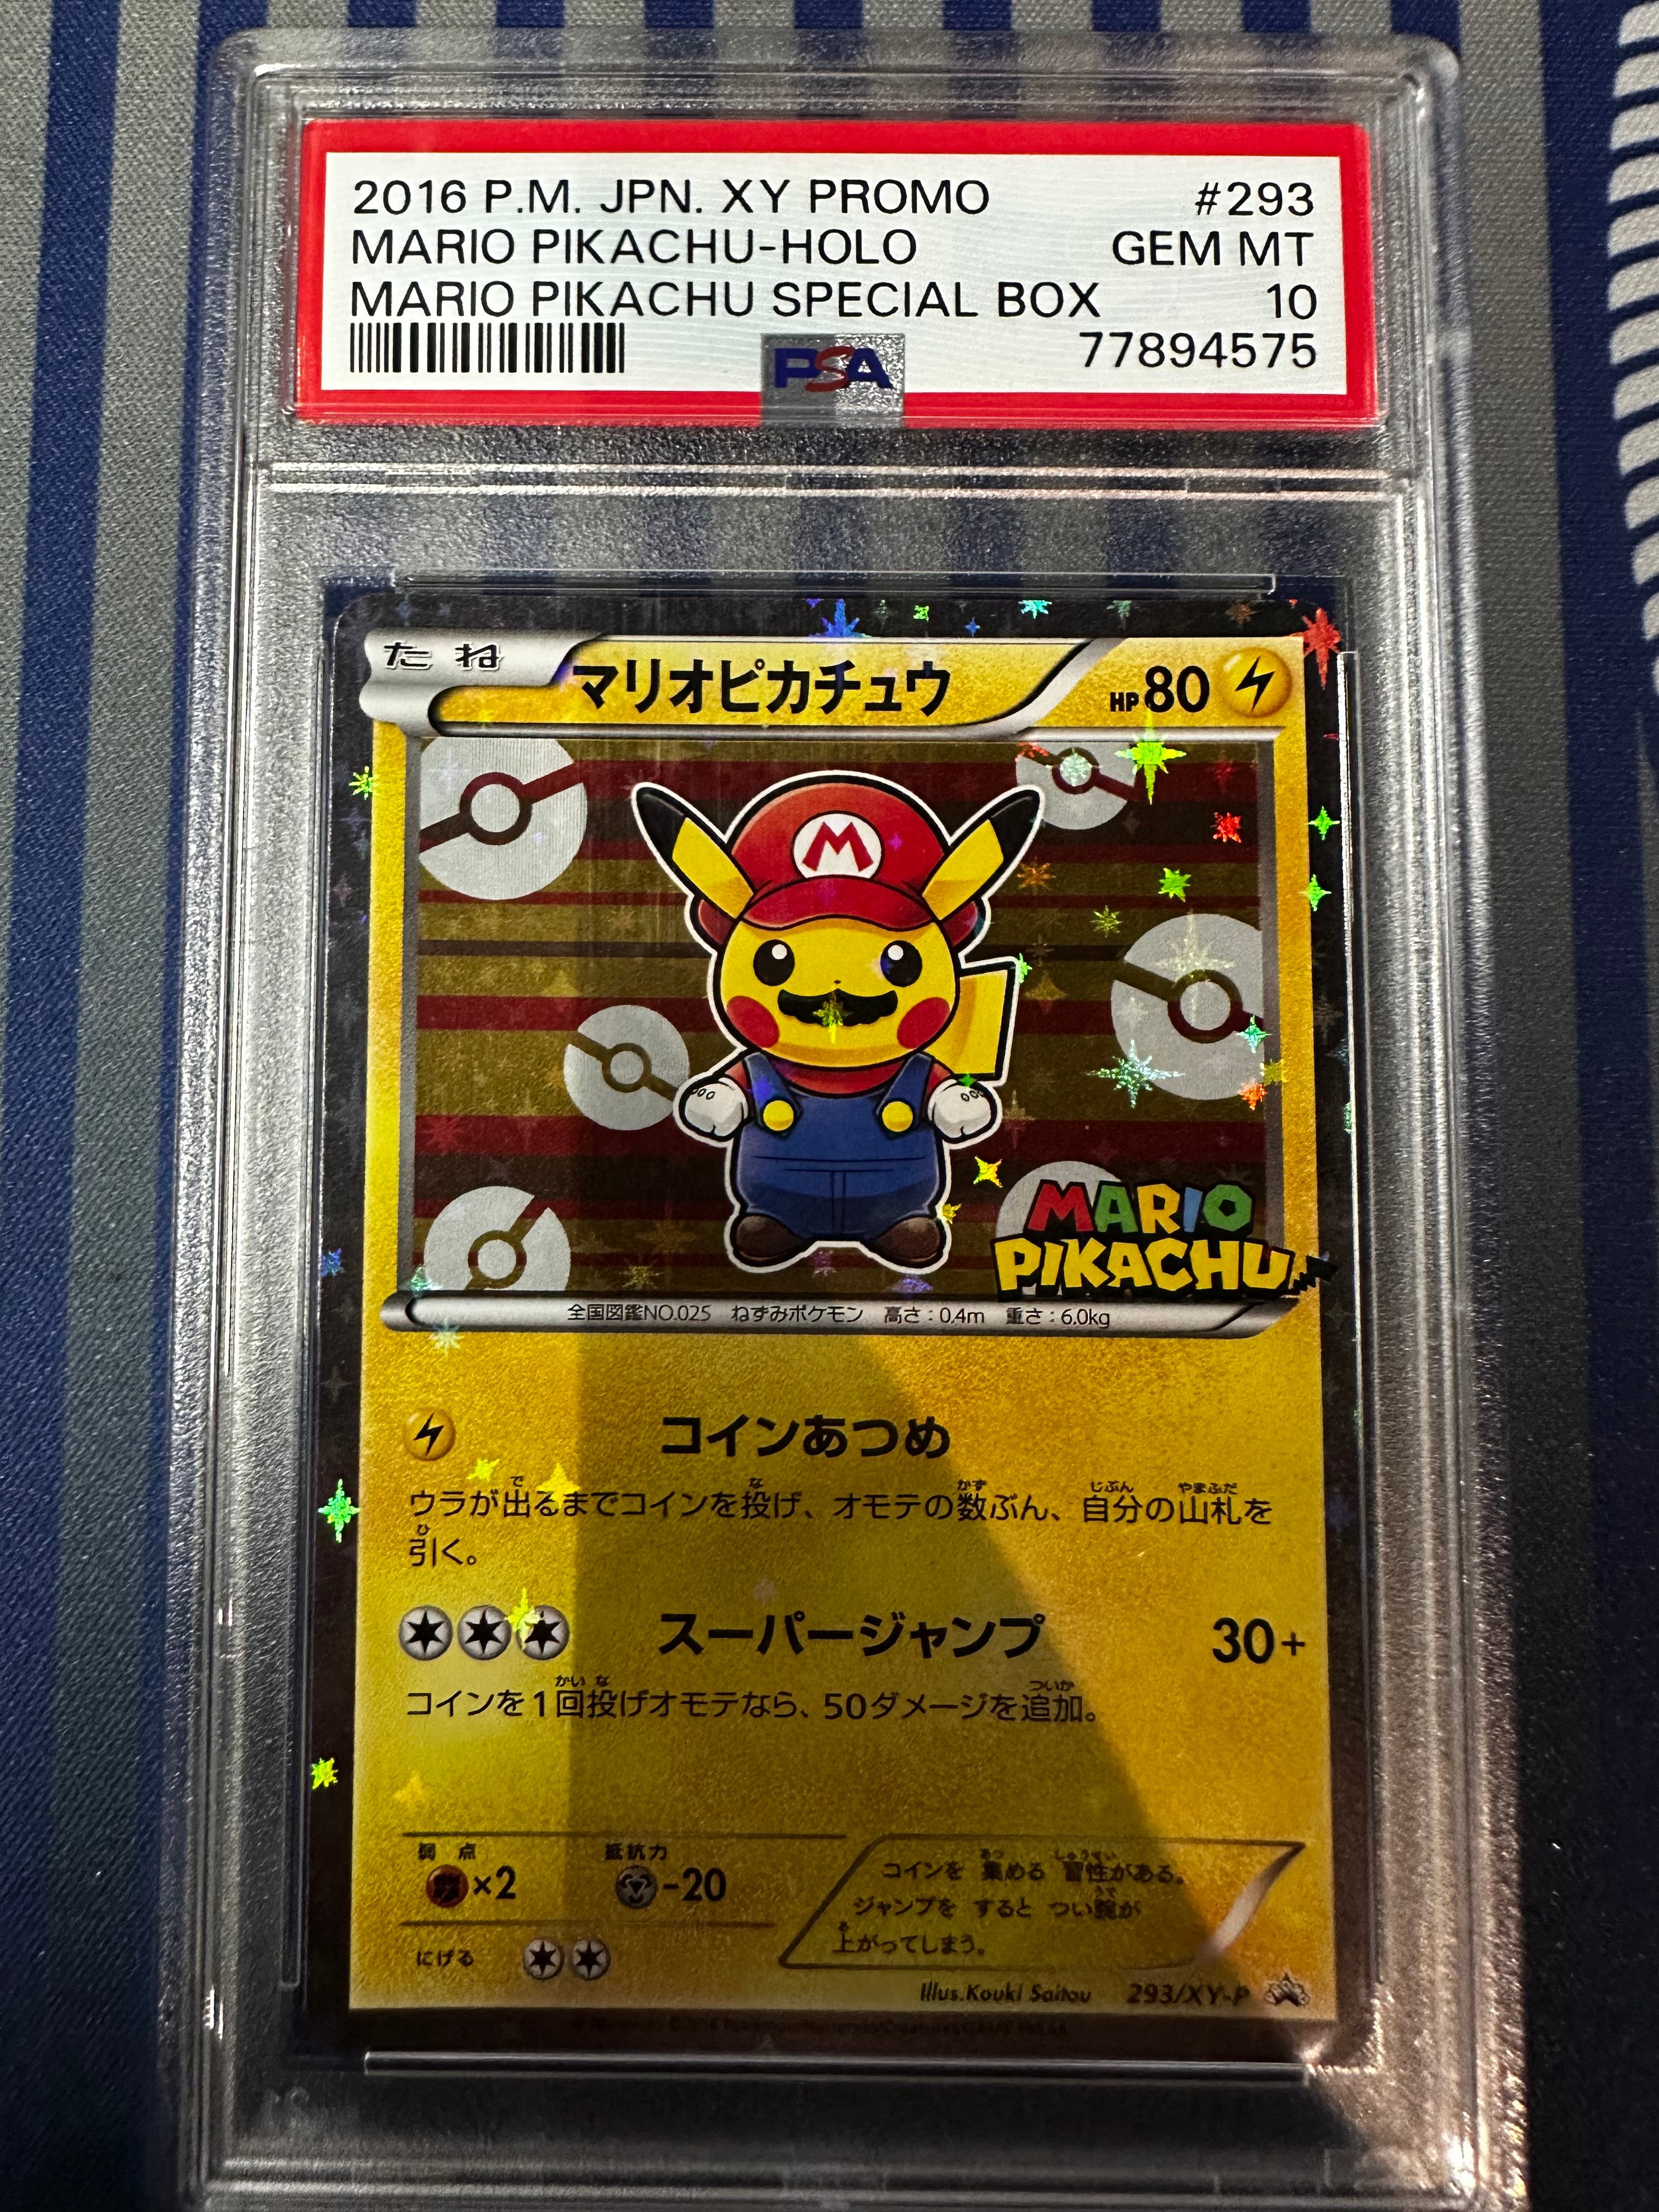 2016 P.M. JPN. XY PROMO #293
MARIO PIKACHU-HOLO GEM MT
MARIO PIKACHU SPECIAL BOX 10
77894575
PSA
たね マリオピカチュウ HP80
M
MARIO
PIKACHU
全国図鑑NO.025 ねずみポケモン 高さ：0.4m 重さ：6.0kg
コインあつめ
ウラが出るまでコインを投げ、オモテの数ぶん、自分の山札を
引く。
スーパージャンプ 30+
コインを1回投げオモテなら、50ダメージを追加。
弱点 抵抗力
×2 -20
にげる
コインを 集める 習性がある。
ジャンプを すると つい腕が
上がってしまう。
Illus.Kouki Saitou 293/XY-P